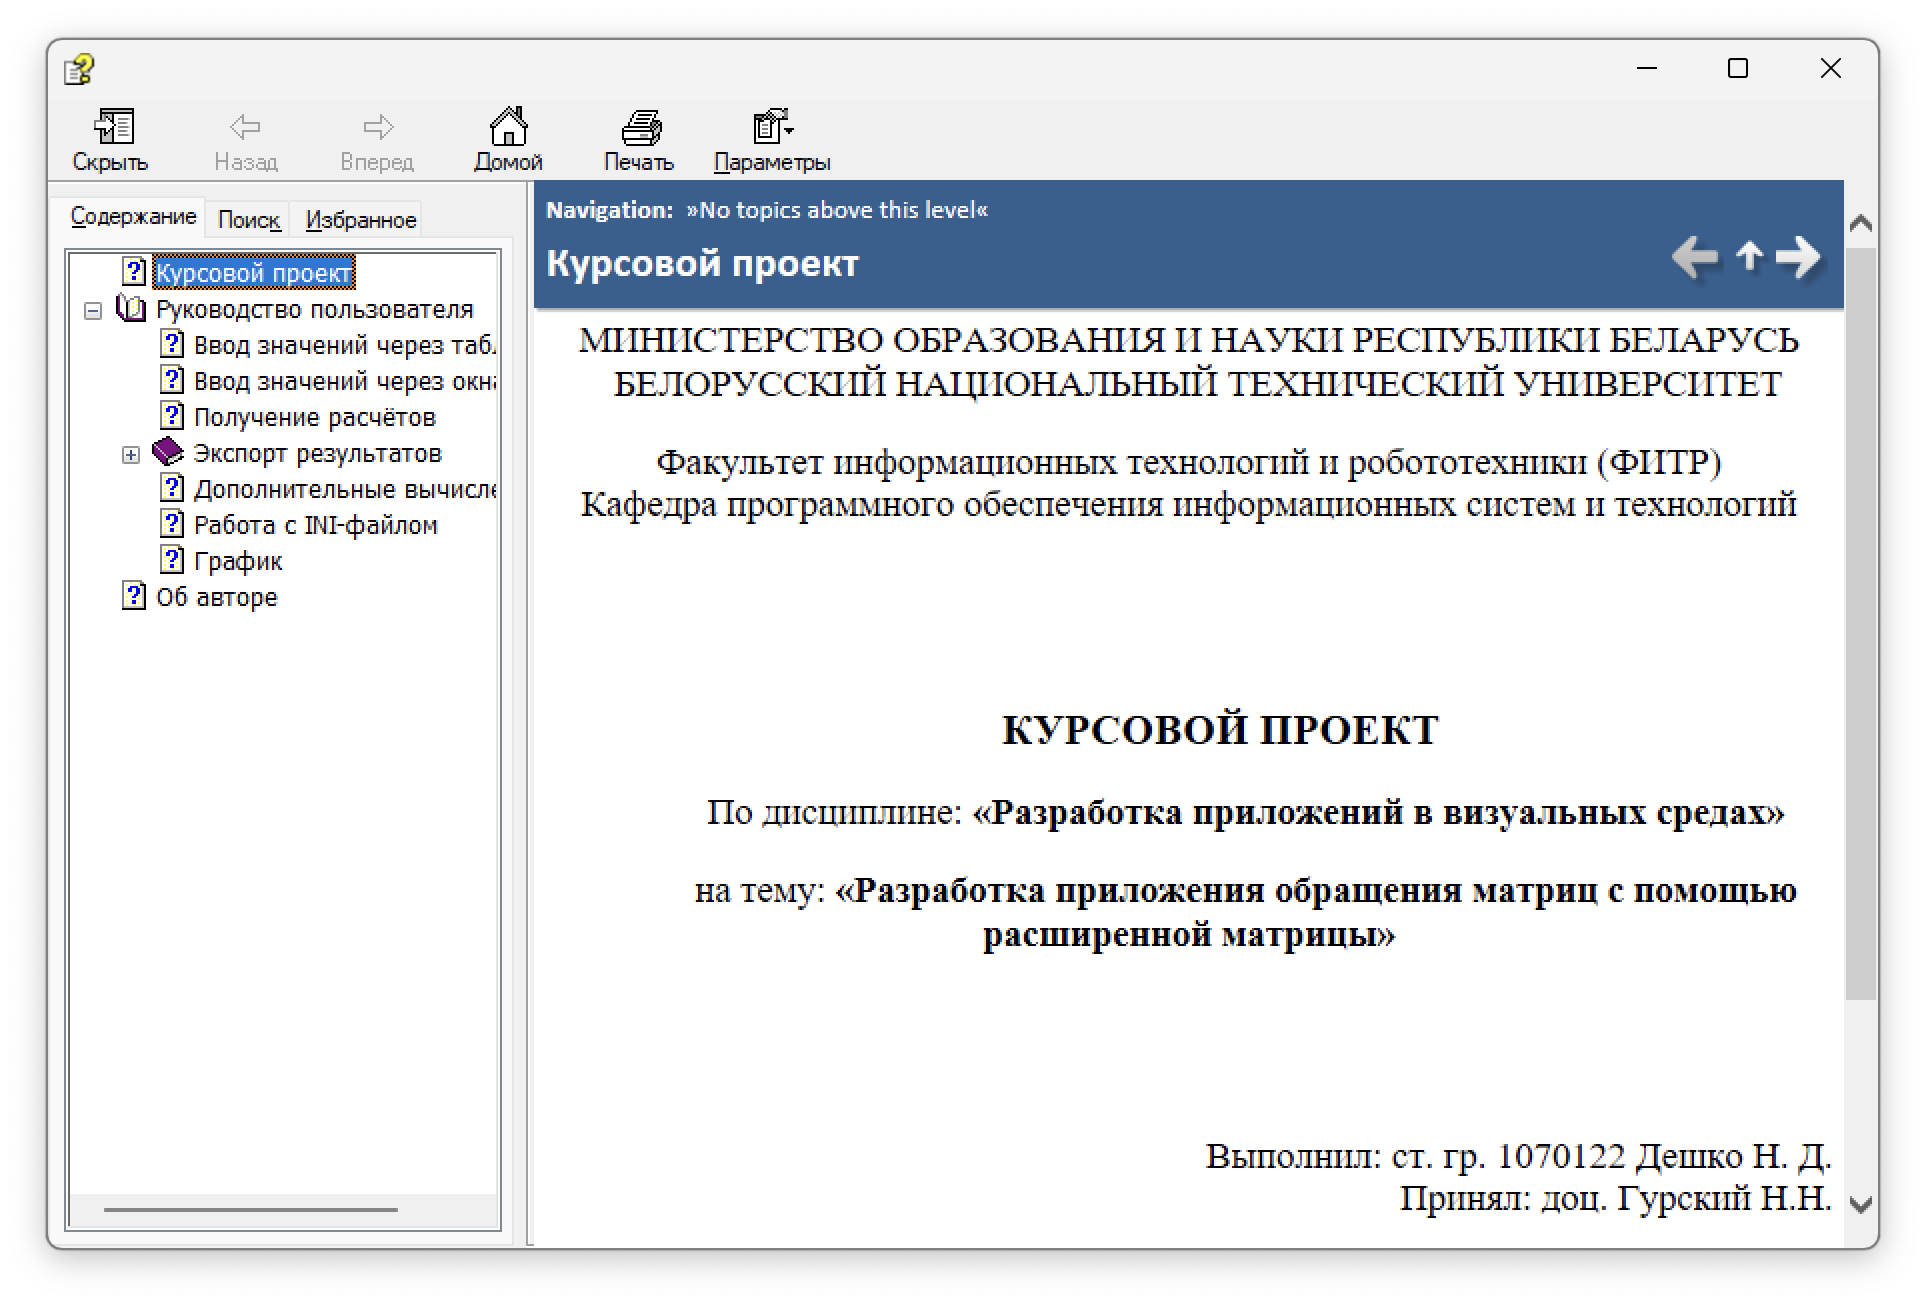 Скрыть
Назад
Вперед
Домой
Печать
Параметры
Содержание
Поиск
Избранное
Курсовой проект
Руководство пользователя
Ввод значений через
Ввод значений через
Получение расчётов
Экспорт результатов
Дополнительные
Работа с INI-файлом
График
Об авторе
Navigation: »No topics above this level«
Курсовой проект
МИНИСТЕРСТВО ОБРАЗОВАНИЯ И НАУКИ РЕСПУБЛИКИ БЕЛАРУСЬ
БЕЛОРУССКИЙ НАЦИОНАЛЬНЫЙ ТЕХНИЧЕСКИЙ УНИВЕРСИТЕТ
Факультет информационных технологий и робототехники (ФИТР)
Кафедра программного обеспечения информационных систем и технологий
КУРСОВОЙ ПРОЕКТ
По дисциплине: «Разработка приложений в визуальных средах»
на тему: «Разработка приложения обращения матриц с помощью
расширенной матрицы»
Выполнил: ст. гр. 1070122 Дешко Н. Д.
Принял: доц. Гурский Н.Н.